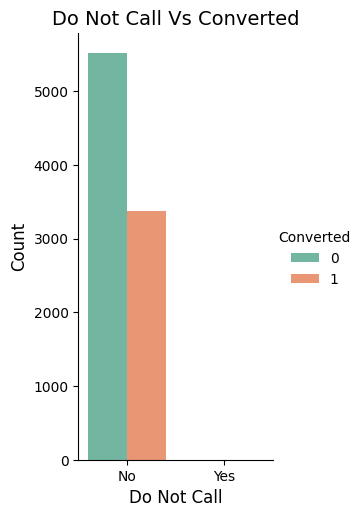 Do Not Call Vs Converted
5000
4000
3000
2000
1000
0
Count
No Yes
Do Not Call
Converted
0
1